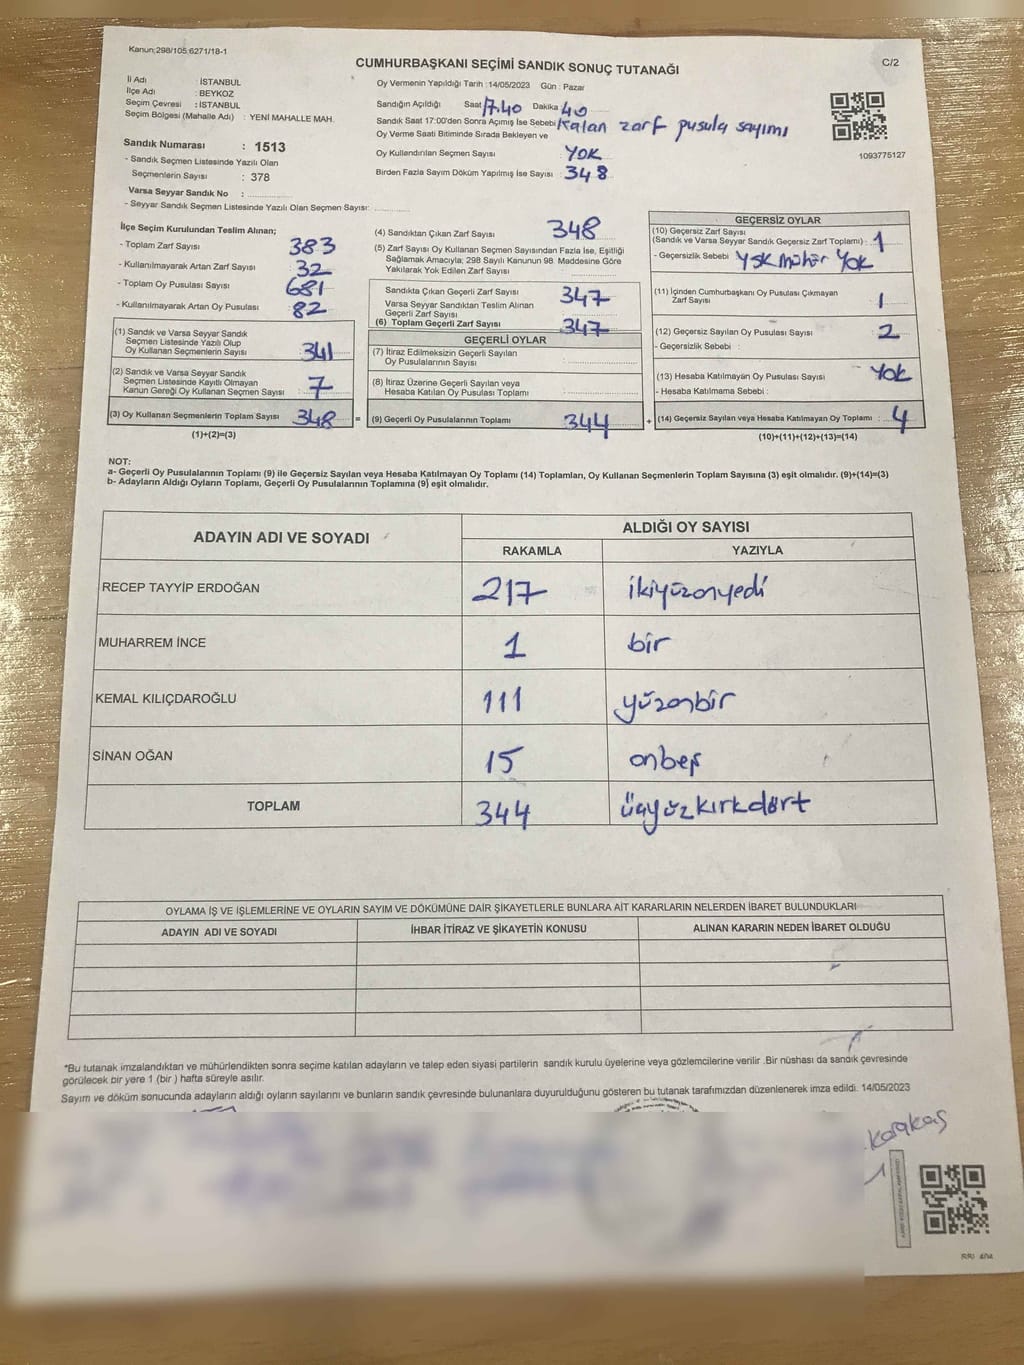 Kanun:298/105 6271/18-1
CUMHURBAŞKANI SEÇİMİ SANDIK SONUÇ TUTANAĞI
C/2
İl Adı : İSTANBUL
İlçe Adı : BEYKOZ
Seçim Çevresi : İSTANBUL
Seçim Bölgesi (Mahalle Adı) : YENİ MAHALLE MAH.
Sandık Numarası : 1513
- Sandık Seçmen Listesinde Yazılı Olan
Seçmenlerin Sayısı : 378
Varsa Seyyar Sandık No :
- Seyyar Sandık Seçmen Listesinde Yazılı Olan Seçmen Sayısı:
Oy Vermenin Yapıldığı Tarih :14/05/2023 Gün : Pazar
Sandığın Açıldığı Saat 17.40 Dakika 40
Sandık Saat 17:00'den Sonra Açımış İse Sebebi Kalan zarf pusula sayımı
Oy Verme Saati Bitiminde Sırada Bekleyen ve
Oy Kullandırılan Seçmen Sayısı : YOK
Birden Fazla Sayım Döküm Yapılmış İse Sayısı : 348
1093775127
İlçe Seçim Kurulundan Teslim Alınan;
- Toplam Zarf Sayısı 383
- Kullanılmayarak Artan Zarf Sayısı 32
- Toplam Oy Pusulası Sayısı 681
- Kullanılmayarak Artan Oy Pusulası 82
(1) Sandık ve Varsa Seyyar Sandık
Seçmen Listesinde Yazılı Olup
Oy Kullanan Seçmenlerin Sayısı : 341
(2) Sandık ve Varsa Seyyar Sandık
Seçmen Listesinde Kayıtlı Olmayan
Kanun Gereği Oy Kullanan Seçmen Sayısı : 7
(3) Oy Kullanan Seçmenlerin Toplam Sayısı 348 =
(1)+(2)=(3)
(4) Sandıktan Çıkan Zarf Sayısı 348
(5) Zarf Sayısı Oy Kullanan Seçmen Sayısından Fazla İse, Eşitliği
Sağlamak Amacıyla; 298 Sayılı Kanunun 98. Maddesine Göre
Yakılarak Yok Edilen Zarf Sayısı
Sandıkta Çıkan Geçerli Zarf Sayısı 347
Varsa Seyyar Sandıktan Teslim Alınan
Geçerli Zarf Sayısı
(6) Toplam Geçerli Zarf Sayısı 347
GEÇERLİ OYLAR
(7) İtiraz Edilmeksizin Geçerli Sayılan
Oy Pusulalarının Sayısı
(8) İtiraz Üzerine Geçerli Sayılan veya
Hesaba Katılan Oy Pusulası Toplamı
(9) Geçerli Oy Pusulalarının Toplamı 344 +
GEÇERSİZ OYLAR
(10) Geçersiz Zarf Sayısı
(Sandık ve Varsa Seyyar Sandık Geçersiz Zarf Toplamı) : 1
- Geçersizlik Sebebi : YSK mühür Yok
(11) İçinden Cumhurbaşkanı Oy Pusulası Çıkmayan
Zarf Sayısı 1
(12) Geçersiz Sayılan Oy Pusulası Sayısı : 2
- Geçersizlik Sebebi :
(13) Hesaba Katılmayan Oy Pusulası Sayısı YOK
- Hesaba Katılmama Sebebi :
(14) Geçersiz Sayılan veya Hesaba Katılmayan Oy Toplamı : 4
(10)+(11)+(12)+(13)=(14)
NOT:
a- Geçerli Oy Pusulalarının Toplamı (9) ile Geçersiz Sayılan veya Hesaba Katılmayan Oy Toplamı (14) Toplamları, Oy Kullanan Seçmenlerin Toplam Sayısına (3) eşit olmalıdır. (9)+(14)=(3)
b- Adayların Aldığı Oyların Toplamı, Geçerli Oy Pusulalarının Toplamına (9) eşit olmalıdır.
ADAYIN ADI VE SOYADI
ALDIĞI OY SAYISI
RAKAMLA YAZIYLA
RECEP TAYYİP ERDOĞAN 217 ikiyüzonyedi
MUHARREM İNCE 1 bir
KEMAL KILIÇDAROĞLU 111 yüzonbir
SİNAN OĞAN 15 onbeş
TOPLAM 344 üçyüzkırkdört
OYLAMA İŞ VE İŞLEMLERİNE VE OYLARIN SAYIM VE DÖKÜMÜNE DAİR ŞİKAYETLERLE BUNLARA AİT KARARLARIN NELERDEN İBARET BULUNDUKLARI
ADAYIN ADI VE SOYADI İHBAR İTİRAZ VE ŞİKAYETİN KONUSU ALINAN KARARIN NEDEN İBARET OLDUĞU
*Bu tutanak imzalandıktan ve mühürlendikten sonra seçime katılan adayların ve talep eden siyasi partilerin sandık kurulu üyelerine veya gözlemcilerine verilir .Bir nüshası da sandık çevresinde
görülecek bir yere 1 (bir ) hafta süreyle asılır.
Sayım ve döküm sonucunda adayların aldığı oyların sayılarını ve bunların sandık çevresinde bulunanlara duyurulduğunu gösteren bu tutanak tarafımızdan düzenlenerek imza edildi. 14/05/2023
Karakaş